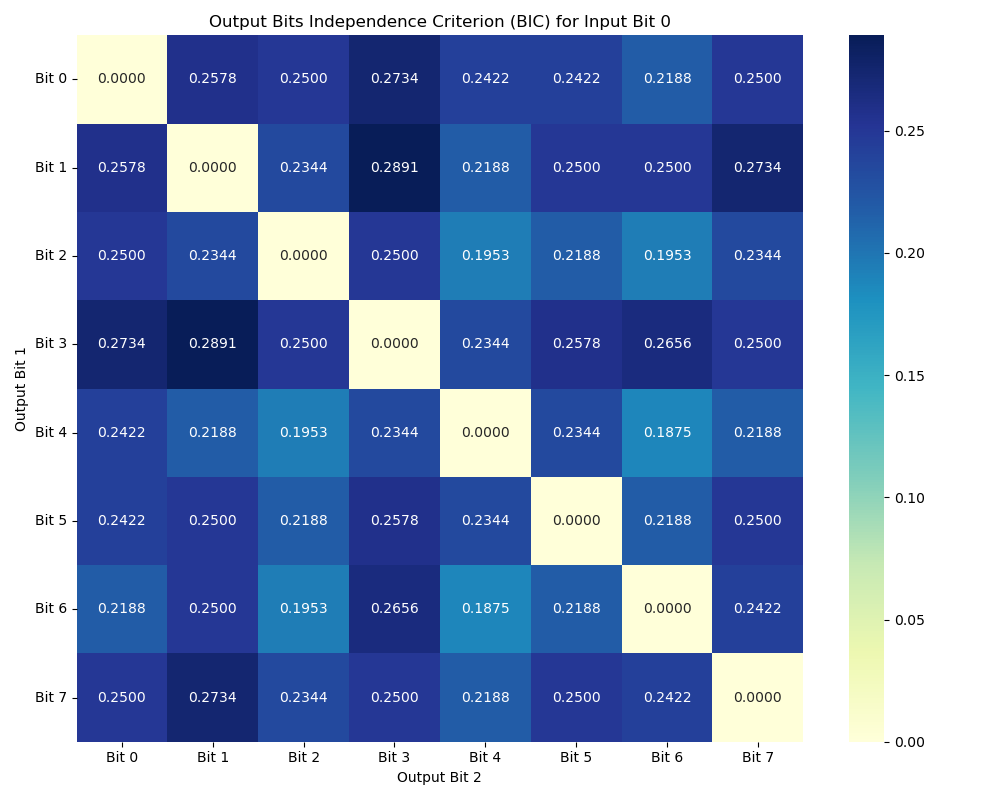 Output Bits Independence Criterion (BIC) for Input Bit 0
Bit 0 0.0000 0.2578 0.2500 0.2734 0.2422 0.2422 0.2188 0.2500
Bit 1 0.2578 0.0000 0.2344 0.2891 0.2188 0.2500 0.2500 0.2734
Bit 2 0.2500 0.2344 0.0000 0.2500 0.1953 0.2188 0.1953 0.2344
Bit 3 0.2734 0.2891 0.2500 0.0000 0.2344 0.2578 0.2656 0.2500
Bit 4 0.2422 0.2188 0.1953 0.2344 0.0000 0.2344 0.1875 0.2188
Bit 5 0.2422 0.2500 0.2188 0.2578 0.2344 0.0000 0.2188 0.2500
Bit 6 0.2188 0.2500 0.1953 0.2656 0.1875 0.2188 0.0000 0.2422
Bit 7 0.2500 0.2734 0.2344 0.2500 0.2188 0.2500 0.2422 0.0000
Bit 0 Bit 1 Bit 2 Bit 3 Bit 4 Bit 5 Bit 6 Bit 7
Output Bit 2
Output Bit 1
0.25
0.20
0.15
0.10
0.05
0.00